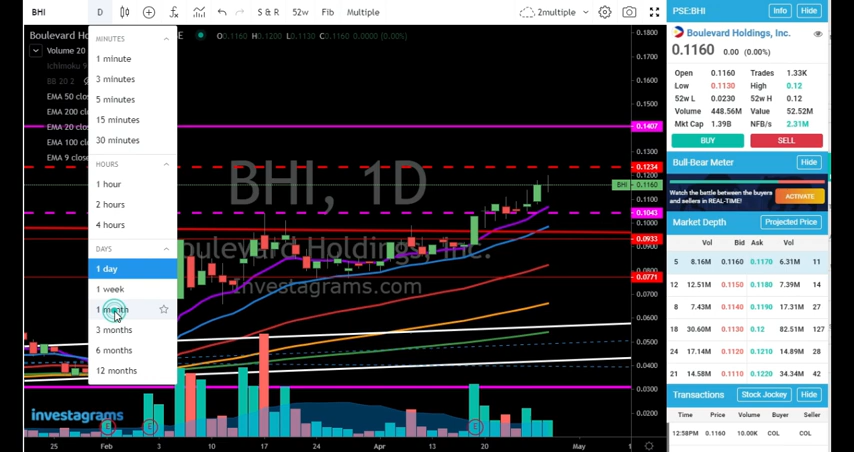 BHI D S & R 52w Fib Multiple 2multiple
Boulevard Holdings, Inc. E O0.1160 H0.1200 L0.1130 C0.1160 0.0000 (0.00%)
Volume 20
Ichimoku 9
BB 20 2
EMA 50 clos
EMA 200 c
EMA 20 clo
EMA 100 c
EMA 9 clos
MINUTES
1 minute
3 minutes
5 minutes
15 minutes
30 minutes
HOURS
1 hour
2 hours
4 hours
DAYS
1 day
1 week
1 month
3 months
6 months
12 months
BHI, 1D
Boulevard Holdings, Inc.
Investagrams.com
investagrams
E E E
25 Feb 3 10 17 24 Apr 13 20 May 1
0.1800
0.1700
0.1600
0.1500
0.1407
0.1300
0.1234
0.1200
BHI 0.1160
0.1100
0.1043
0.1000
0.0933
0.0800
0.0771
0.0700
0.0600
0.0500
0.0400
0.0300
0.0200
PSE:BHI Info Hide
Boulevard Holdings, Inc.
0.1160 0.00 (0.00%)
Open 0.1160 Trades 1.33K
Low 0.1130 High 0.12
52w L 0.0230 52w H 0.12
Volume 448.56M Value 52.52M
Mkt Cap 1.39B NFB/s 2.31M
BUY SELL
Bull-Bear Meter Hide
Watch the battle between the buyers
and sellers in REAL-TIME! ACTIVATE
Market Depth Projected Price
Vol Bid Ask Vol
5 8.16M 0.1160 0.1170 6.31M 11
12 12.51M 0.1150 0.1180 7.39M 14
8 7.43M 0.1140 0.1190 17.31M 27
18 30.60M 0.1130 0.12 82.51M 127
24 17.14M 0.1120 0.1210 14.89M 28
21 14.58M 0.1110 0.1220 34.34M 42
Transactions Stock Jockey Hide
Time Price Volume Buyer Seller
12:58PM 0.1160 10.00K COL COL